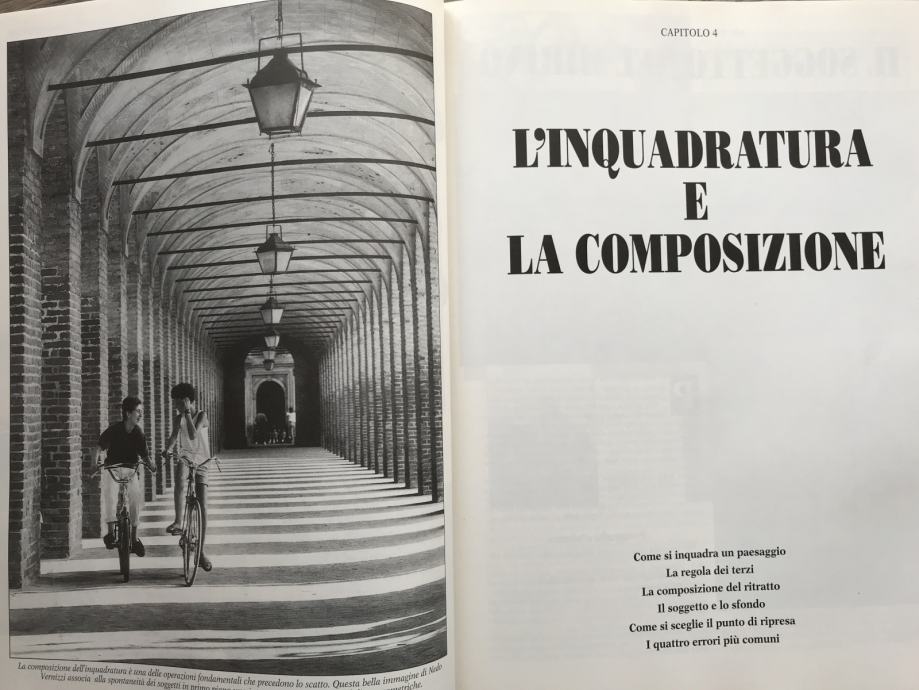 La composizione dell'inquadratura è una delle operazioni fondamentali che precedono lo scatto. Questa bella immagine di Nedo
Vernizzi associa alla spontaneità dei soggetti in primo piano
CAPITOLO 4
L'INQUADRATURA
E
LA COMPOSIZIONE
Come si inquadra un paesaggio
La regola dei terzi
La composizione del ritratto
Il soggetto e lo sfondo
Come si sceglie il punto di ripresa
I quattro errori più comuni